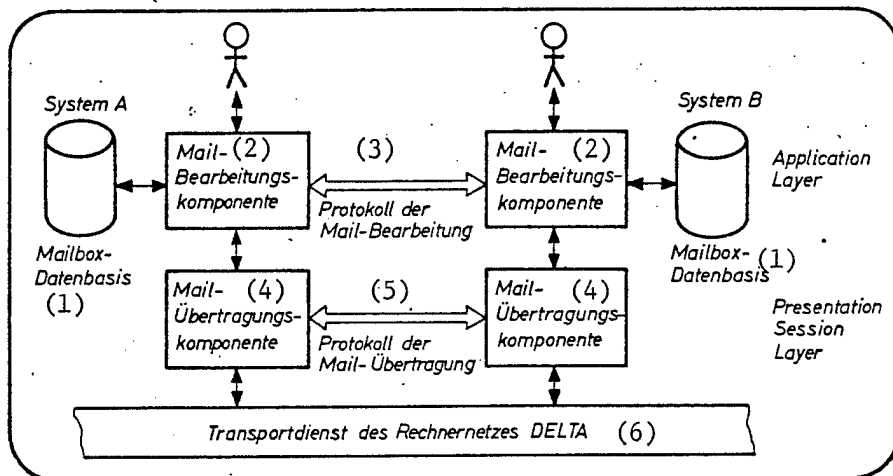 System A
System B
Mail- (2)
Bearbeitungs-
komponente
(3)
Protokoll der
Mail-Bearbeitung
Mail- (2)
Bearbeitungs-
komponente
Application
Layer
Mailbox-
Datenbasis
(1)
Mailbox-
Datenbasis (1)
Mail- (4)
Übertragungs-
komponente
(5)
Protokoll der
Mail-Übertragung
Mail- (4)
Übertragungs-
komponente
Presentation
Session
Layer
Transportdienst des Rechnernetzes DELTA (6)